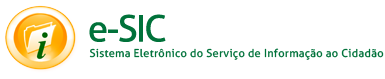 e-SIC
Sistema Eletrônico do Serviço de Informação ao Cidadão